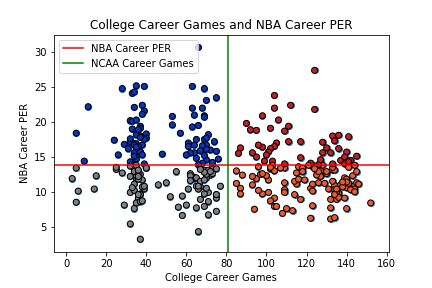 College Career Games and NBA Career PER
NBA Career PER
NCAA Career Games
NBA Career PER
30
25
20
15
10
5
0 20 40 60 80 100 120 140 160
College Career Games